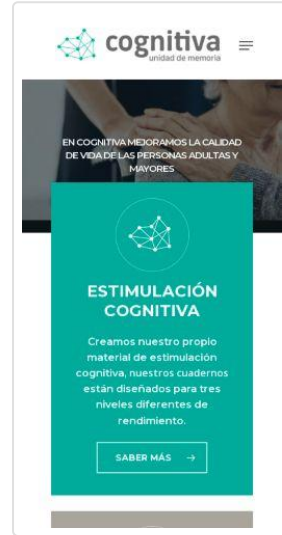 cognitiva
unidad de memoria
EN COGNITIVA MEJORAMOS LA CALIDAD
DE VIDA DE LAS PERSONAS ADULTAS Y
MAYORES
ESTIMULACIÓN
COGNITIVA
Creamos nuestro propio
material de estimulación
cognitiva, nuestros cuadernos
están diseñados para tres
niveles diferentes de
rendimiento.
SABER MÁS →